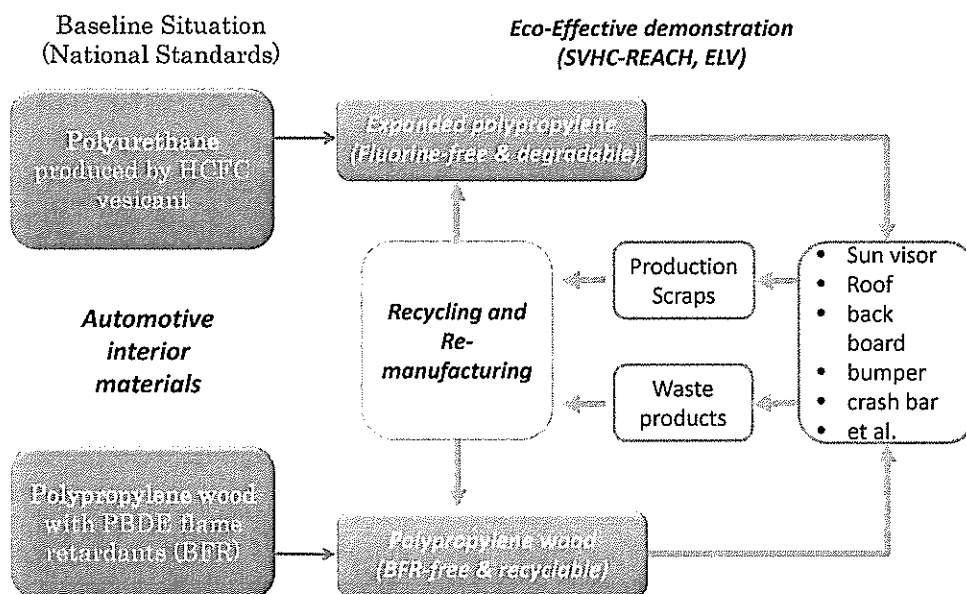 Baseline Situation
(National Standards)
Eco-Effective demonstration
(SVHC-REACH, ELV)
Polyurethane
produced by HCFC
vesicant
Expanded polypropylene
(Fluorine-free & degradable)
Automotive
interior
materials
Recycling and
Re-
manufacturing
Production
Scraps
Waste
products
• Sun visor
• Roof
• back
board
• bumper
• crash bar
• et al.
Polypropylene wood
with PBDE flame
retardants (BFR)
Polypropylene wood
(BFR-free & recyclable)